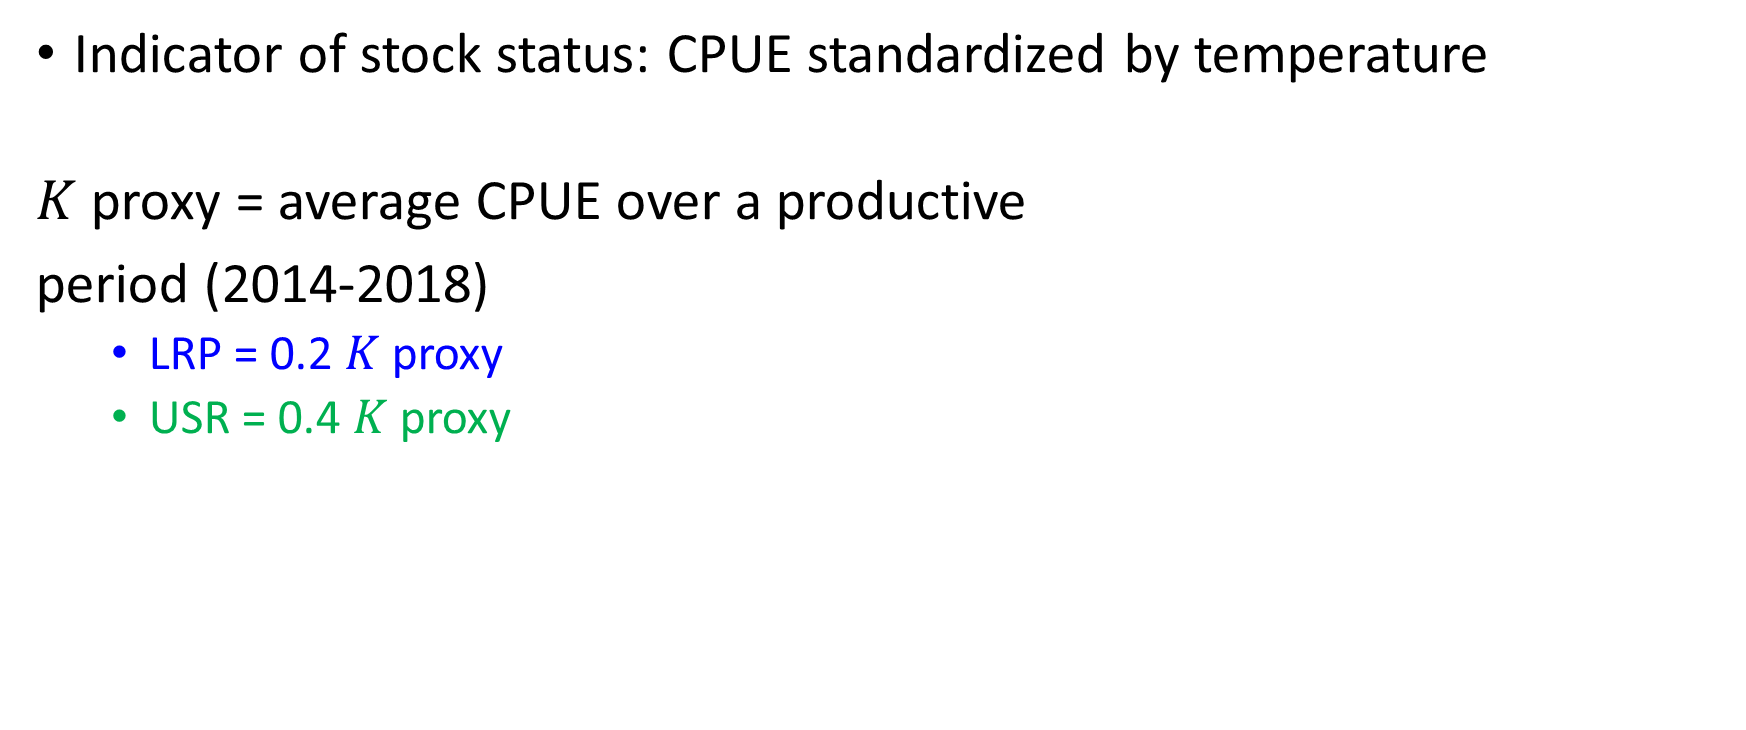 • Indicator of stock status: CPUE standardized by temperature
K proxy = average CPUE over a productive
period (2014-2018)
• LRP = 0.2 K proxy
• USR = 0.4 K proxy